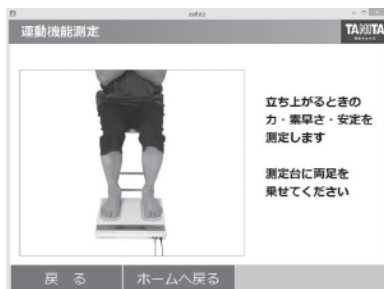 運動機能測定
TANITA
立ち上がるときの
力・素早さ・安定を
測定します
測定台に両足を
乗せてください
戻 る
ホームへ戻る